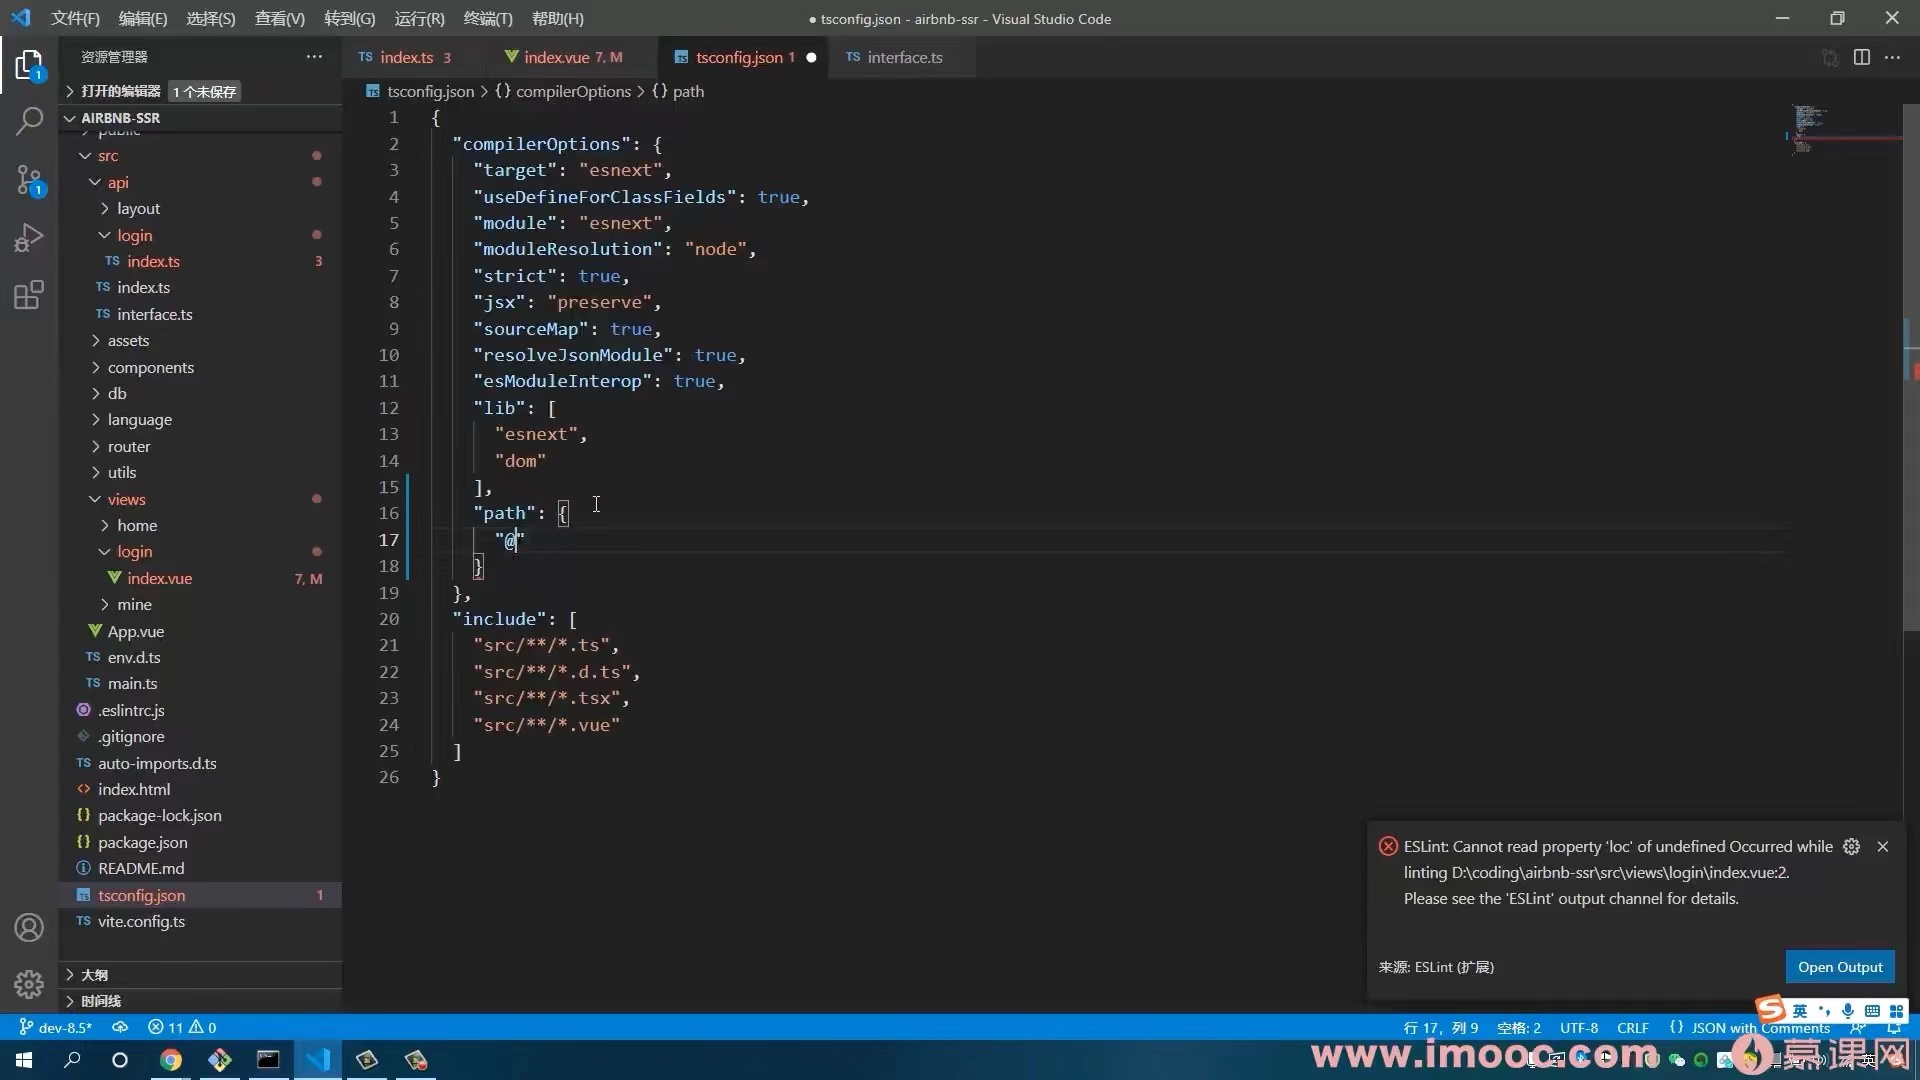 文件(F) 编辑(E) 选择(S) 查看(V) 转到(G) 运行(R) 终端(T) 帮助(H)
● tsconfig.json - airbnb-ssr - Visual Studio Code
资源管理器
打开的编辑器 1 个未保存
AIRBNB-SSR
public
src
api
layout
login
TS index.ts 3
TS index.ts
TS interface.ts
assets
components
db
language
router
utils
views
home
login
index.vue 7, M
mine
App.vue
TS env.d.ts
TS main.ts
.eslintrc.js
.gitignore
TS auto-imports.d.ts
index.html
package-lock.json
package.json
README.md
tsconfig.json 1
TS vite.config.ts
大纲
时间线
TS index.ts 3
index.vue 7, M
tsconfig.json 1 ●
TS interface.ts
tsconfig.json > {} compilerOptions > {} path
1 {
2 "compilerOptions": {
3 "target": "esnext",
4 "useDefineForClassFields": true,
5 "module": "esnext",
6 "moduleResolution": "node",
7 "strict": true,
8 "jsx": "preserve",
9 "sourceMap": true,
10 "resolveJsonModule": true,
11 "esModuleInterop": true,
12 "lib": [
13 "esnext",
14 "dom"
15 ],
16 "path": {
17 "@"
18 }
19 },
20 "include": [
21 "src/**/*.ts",
22 "src/**/*.d.ts",
23 "src/**/*.tsx",
24 "src/**/*.vue"
25 ]
26 }
ESLint: Cannot read property 'loc' of undefined Occurred while
linting D:\coding\airbnb-ssr\src\views\login\index.vue:2.
Please see the 'ESLint' output channel for details.
来源: ESLint (扩展)
Open Output
英
dev-8.5* 11 0
行 17，列 9 空格: 2 UTF-8 CRLF {} JSON with Comments
www.imooc.com 慕课网